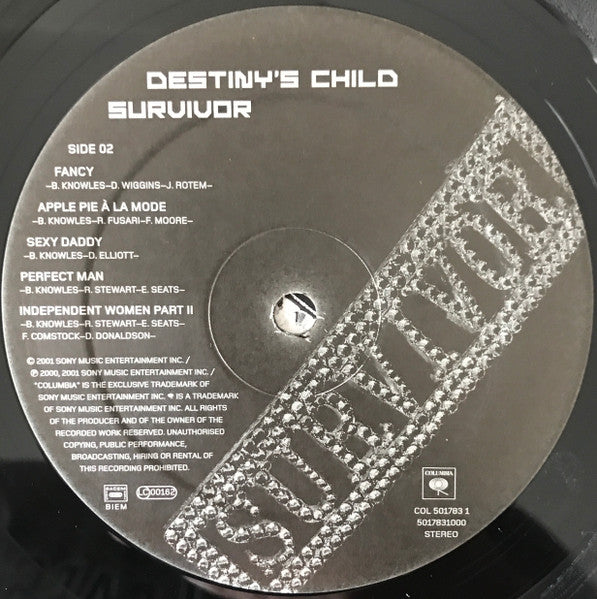 DESTINY'S CHILD
SURVIVOR
SIDE 02
FANCY
–B. KNOWLES–D. WIGGINS–J. ROTEM–
APPLE PIE À LA MODE
–B. KNOWLES–R. FUSARI–F. MOORE–
SEXY DADDY
–B. KNOWLES–D. ELLIOTT–
PERFECT MAN
–B. KNOWLES–R. STEWART–E. SEATS–
INDEPENDENT WOMEN PART II
–B. KNOWLES–R. STEWART–E. SEATS–
F. COMSTOCK–D. DONALDSON–
© 2001 SONY MUSIC ENTERTAINMENT INC. /
℗ 2000, 2001 SONY MUSIC ENTERTAINMENT INC. /
"COLUMBIA" IS THE EXCLUSIVE TRADEMARK OF
SONY MUSIC ENTERTAINMENT INC. IS A TRADEMARK
OF SONY MUSIC ENTERTAINMENT INC. ALL RIGHTS
OF THE PRODUCER AND OF THE OWNER OF THE
RECORDED WORK RESERVED. UNAUTHORISED
COPYING, PUBLIC PERFORMANCE,
BROADCASTING, HIRING OR RENTAL OF
THIS RECORDING PROHIBITED.
SACEM
BIEM
LC00162
SURVIVOR
COLUMBIA
COL 501783 1
5017831000
STEREO